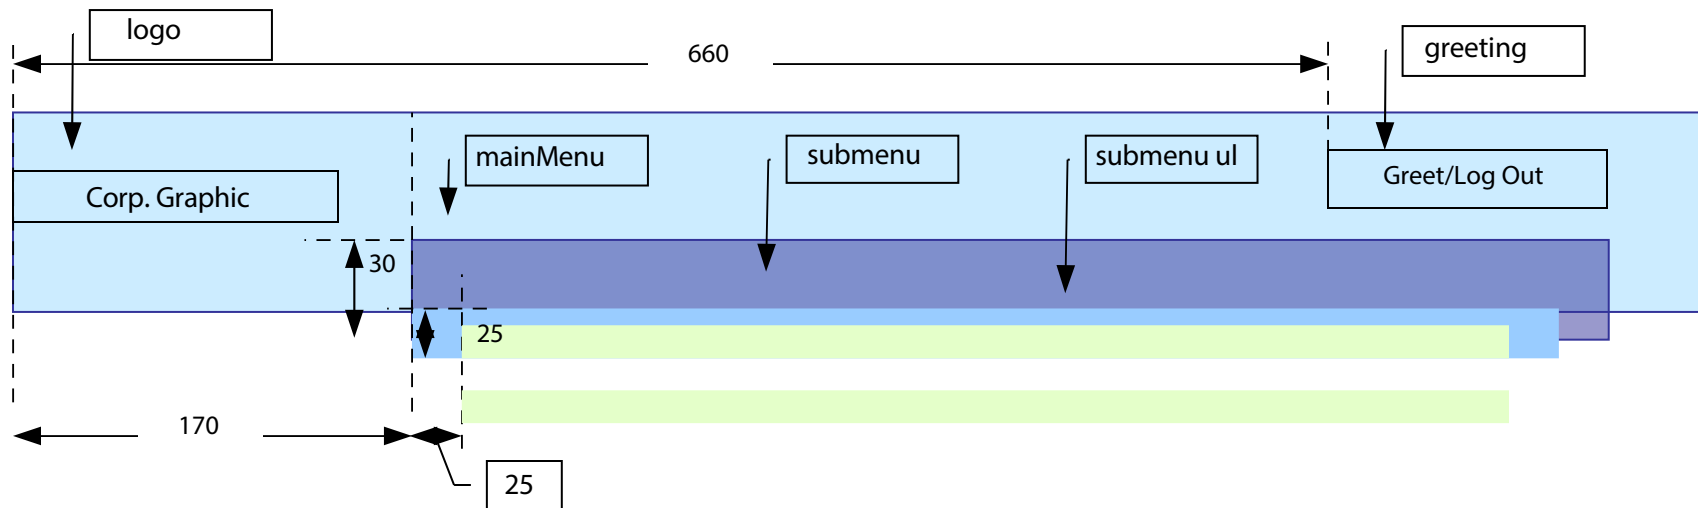 logo
660
greeting
mainMenu
submenu
submenu ul
Greet/Log Out
Corp. Graphic
30
25
170
25